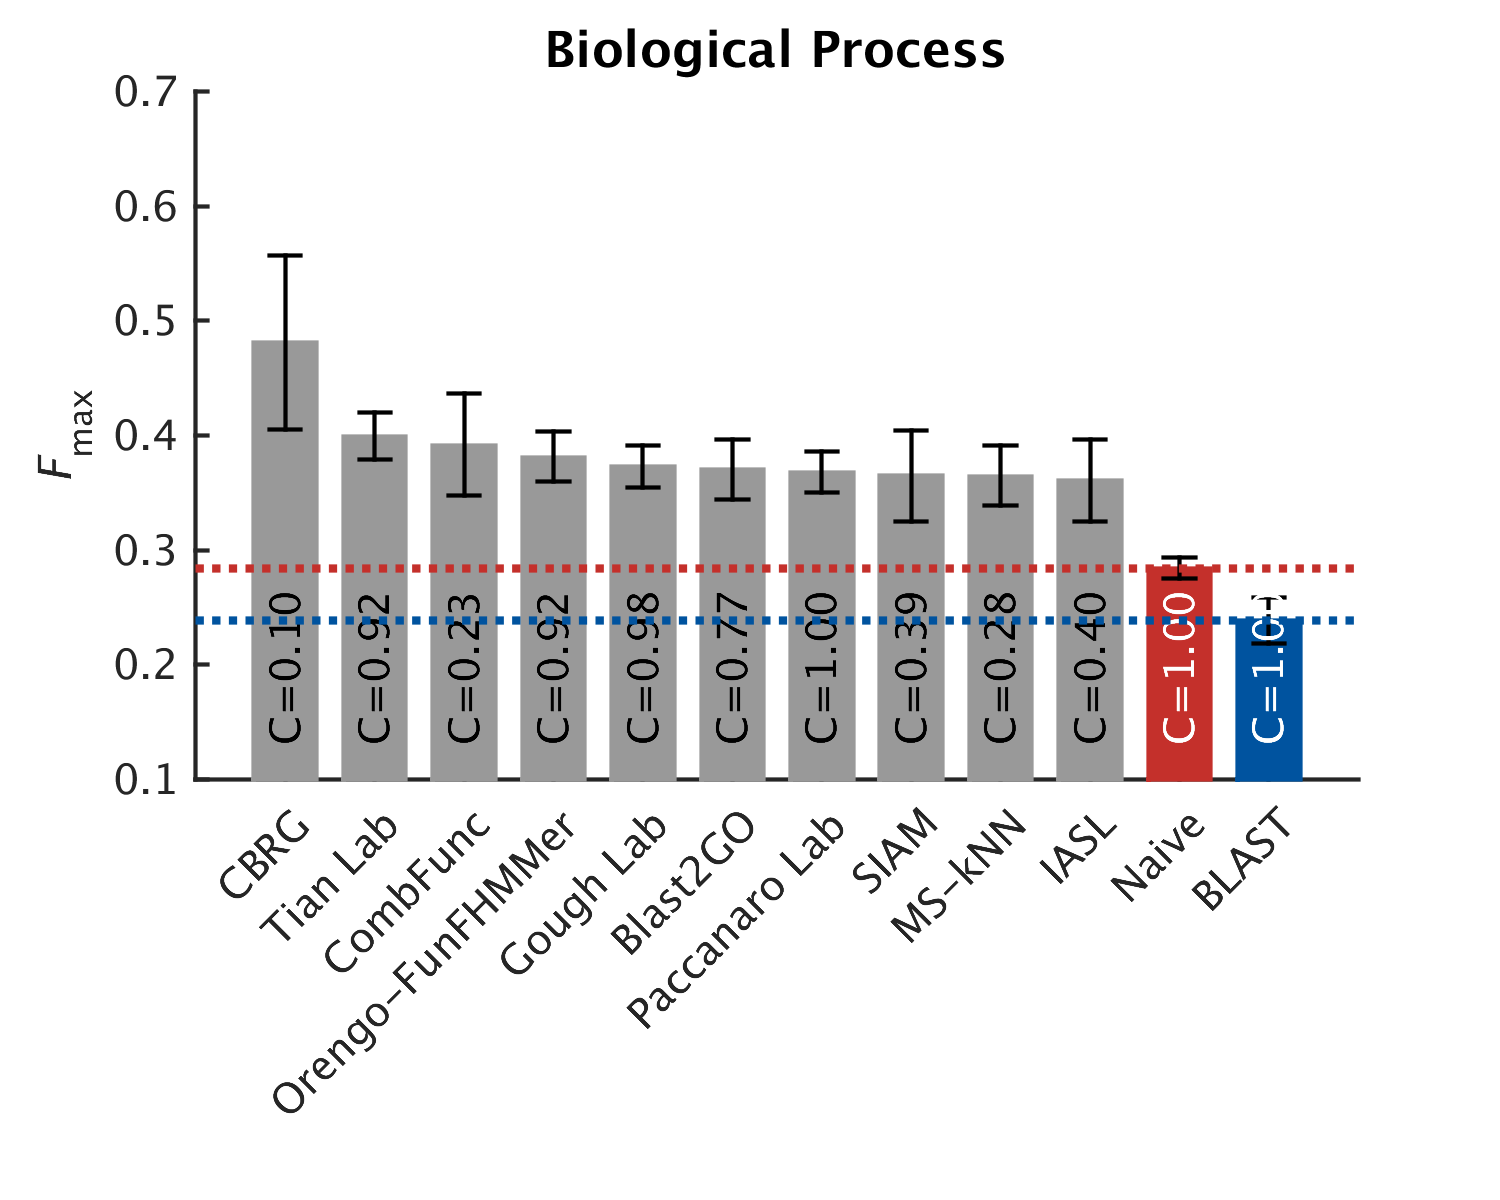 Biological Process
0.7
0.6
0.5
0.4
0.3
0.2
0.1
Fmax
C=0.10
C=0.92
C=0.23
C=0.92
C=0.98
C=0.77
C=1.00
C=0.39
C=0.28
C=0.40
C=1.00
CBRG
Tian Lab
CombFunc
Orengo-FunFHMMer
Gough Lab
Blast2GO
Paccanaro Lab
SIAM
MS-kNN
IASL
Naive
BLAST